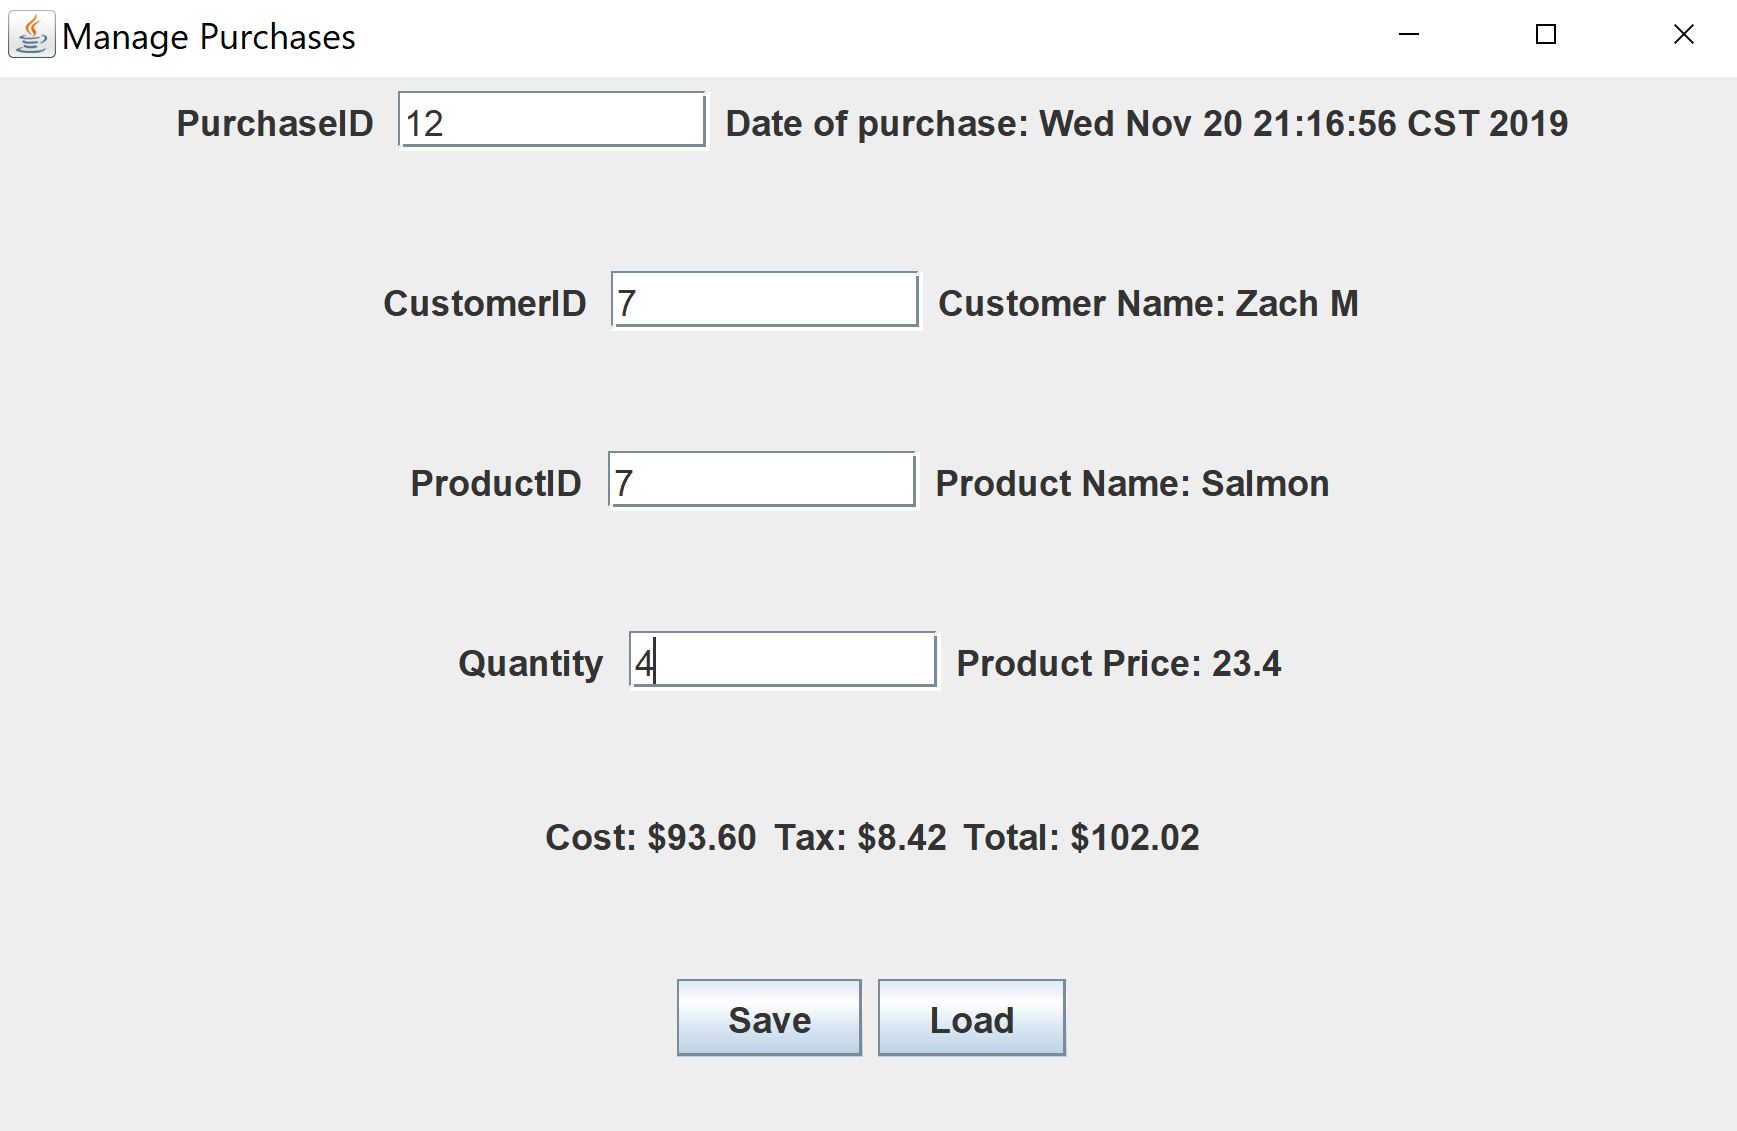 Manage Purchases
PurchaseID 12 Date of purchase: Wed Nov 20 21:16:56 CST 2019
CustomerID 7 Customer Name: Zach M
ProductID 7 Product Name: Salmon
Quantity 4 Product Price: 23.4
Cost: $93.60 Tax: $8.42 Total: $102.02
Save Load